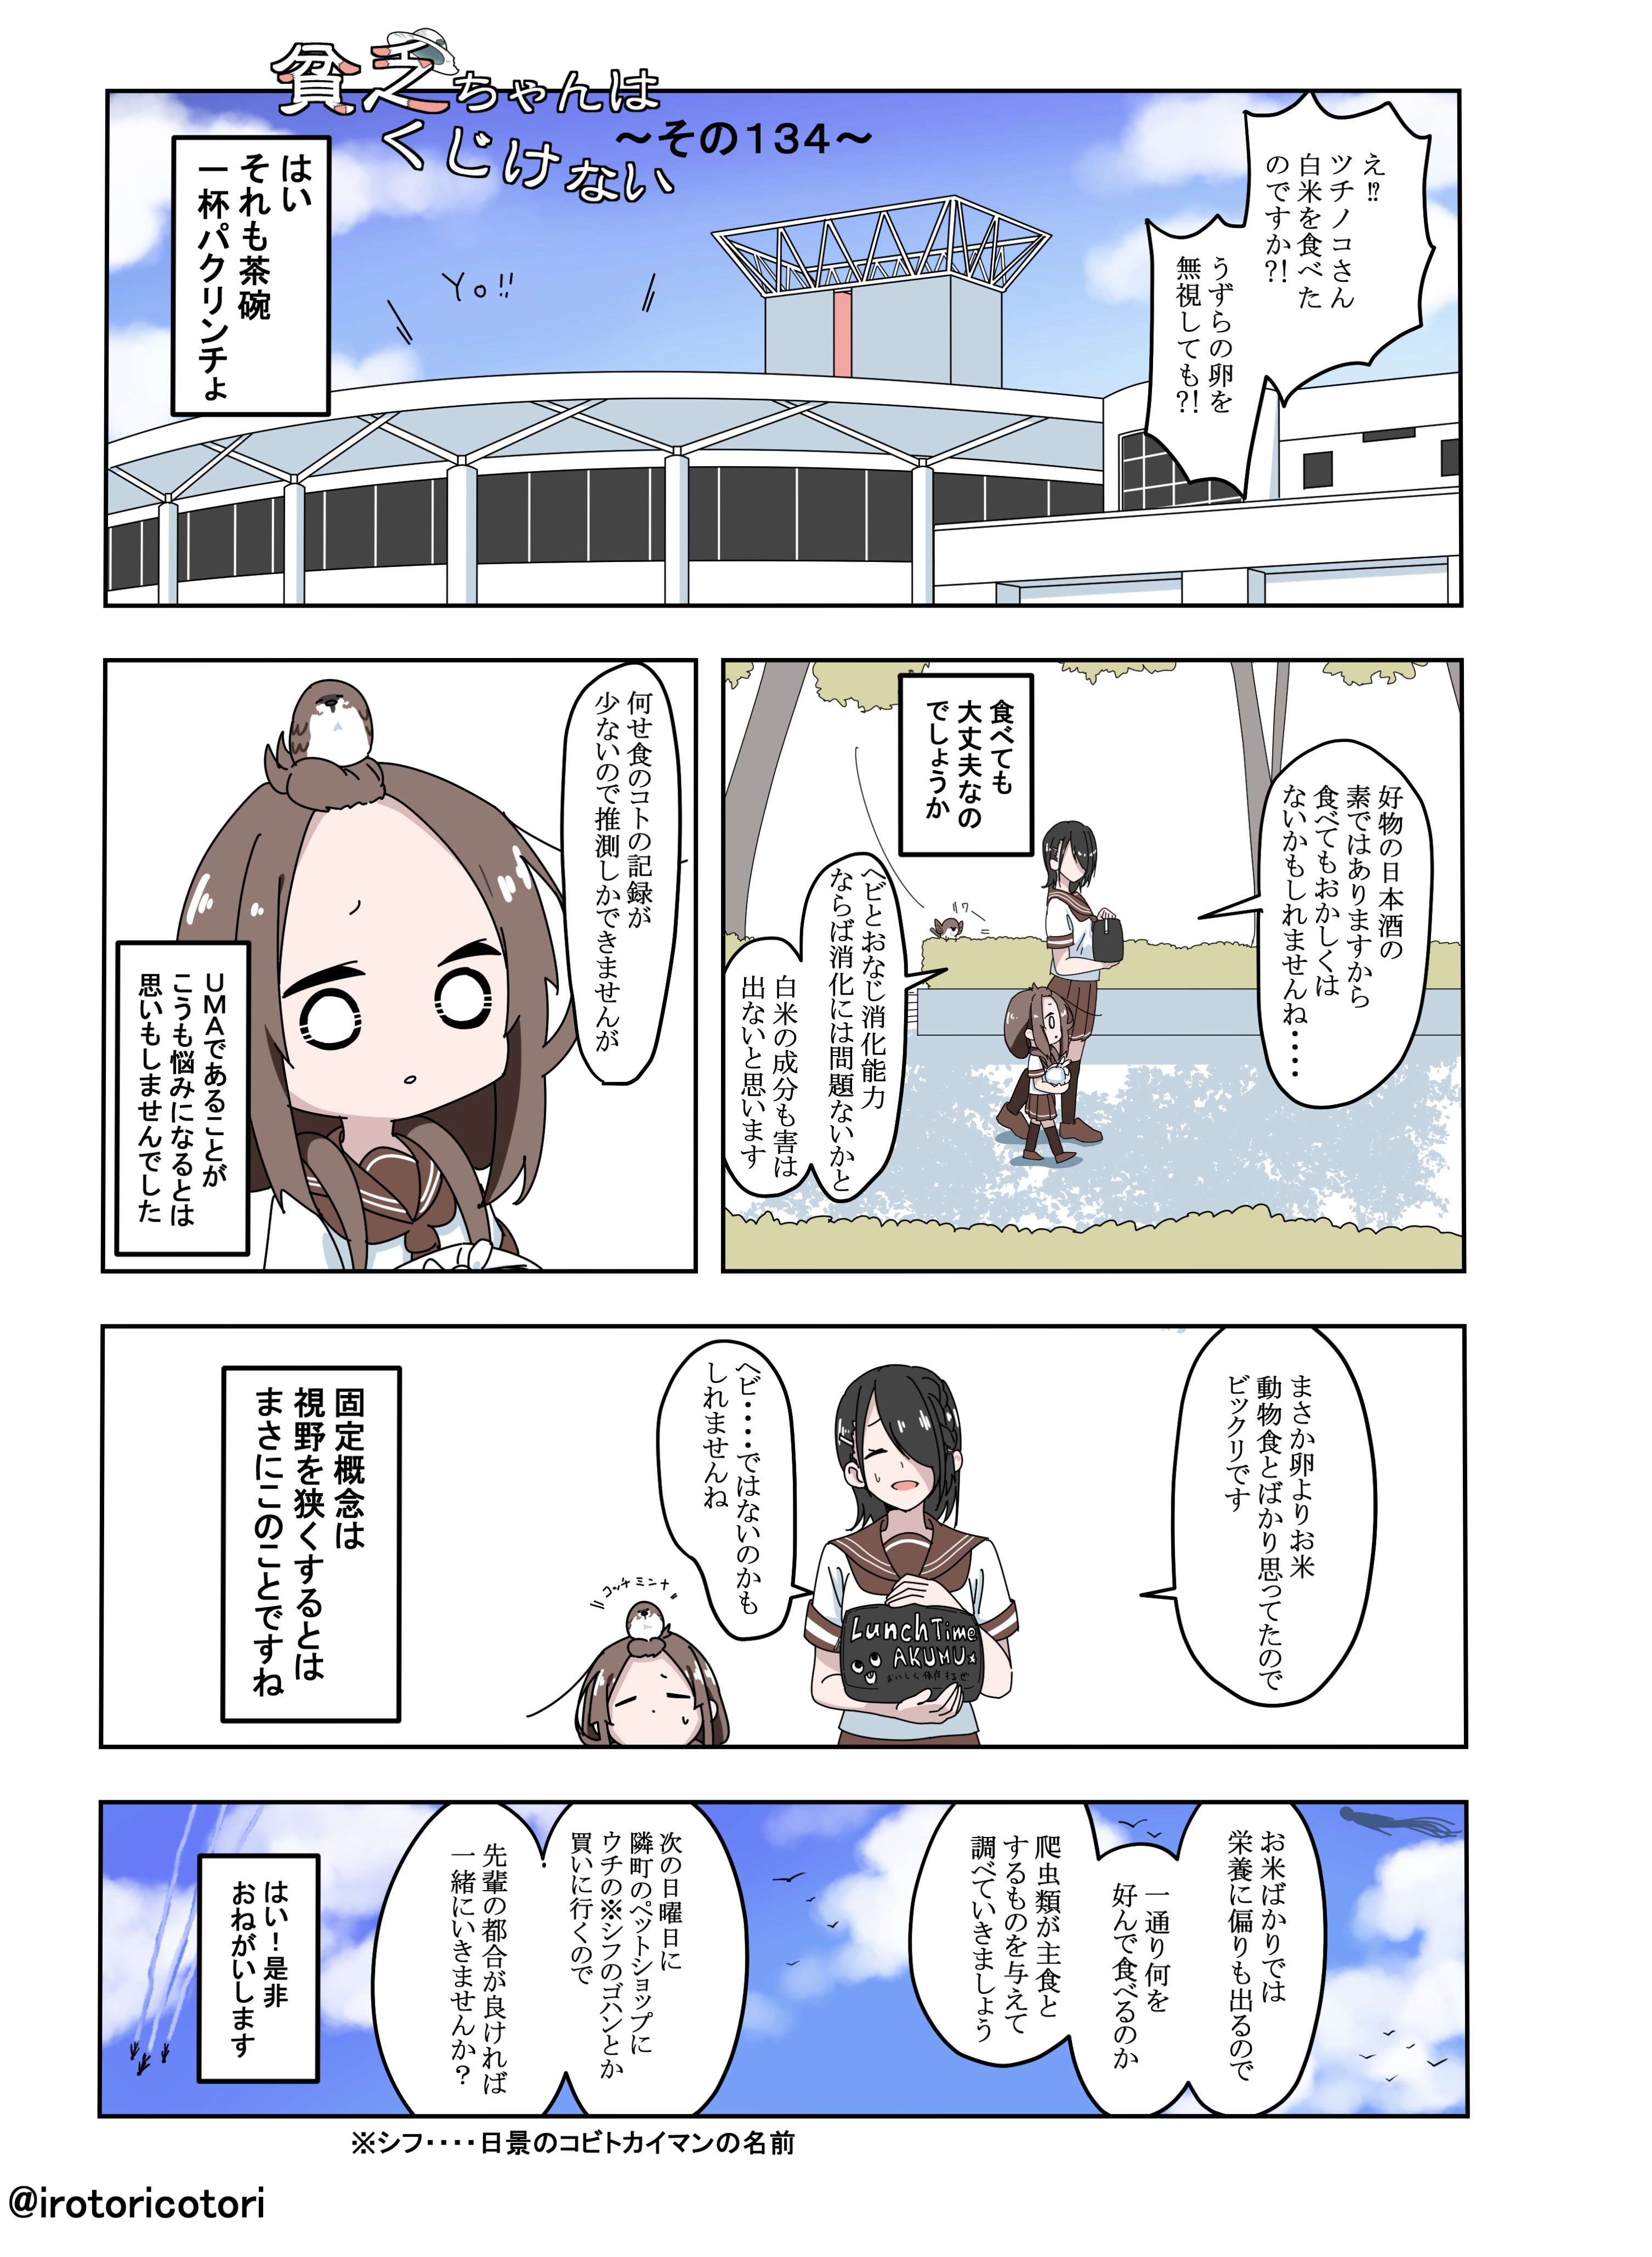 貧乏ちゃんは
くじけない
～その１３４～
え⁉
ツチノコさん
白米を食べた
のですか?!
うずらの卵を
無視しても?!
Yo!!
はい
それも茶碗
一杯パクリンチょ
好物の日本酒の
素ではありますから
食べてもおかしくは
ないかもしれませんね・・・・
食べても
大丈夫なの
でしょうか
ヘビとおなじ消化能力
ならば消化には問題ないかと
白米の成分も害は
出ないと思います
何せ食のコトの記録が
少ないので推測しかできませんが
ＵＭＡであることが
こうも悩みになるとは
思いもしませんでした
まさか卵よりお米
動物食とばかり思ってたので
ビックリです
ヘビ・・・・ではないのかも
しれませんね
コッチミンナ
Lunch Time
AKUMU☆
おいしく保存するぜ
固定概念は
視野を狭くするとは
まさにこのことですね
お米ばかりでは
栄養に偏りも出るので
一通り何を
好んで食べるのか
爬虫類が主食と
するものを与えて
調べていきましょう
次の日曜日に
隣町のペットショップに
ウチの※シフのゴハンとか
買いに行くので
先輩の都合が良ければ
一緒にいきませんか？
はい！是非
おねがいします
※シフ・・・・日景のコビトカイマンの名前
@irotoricotori